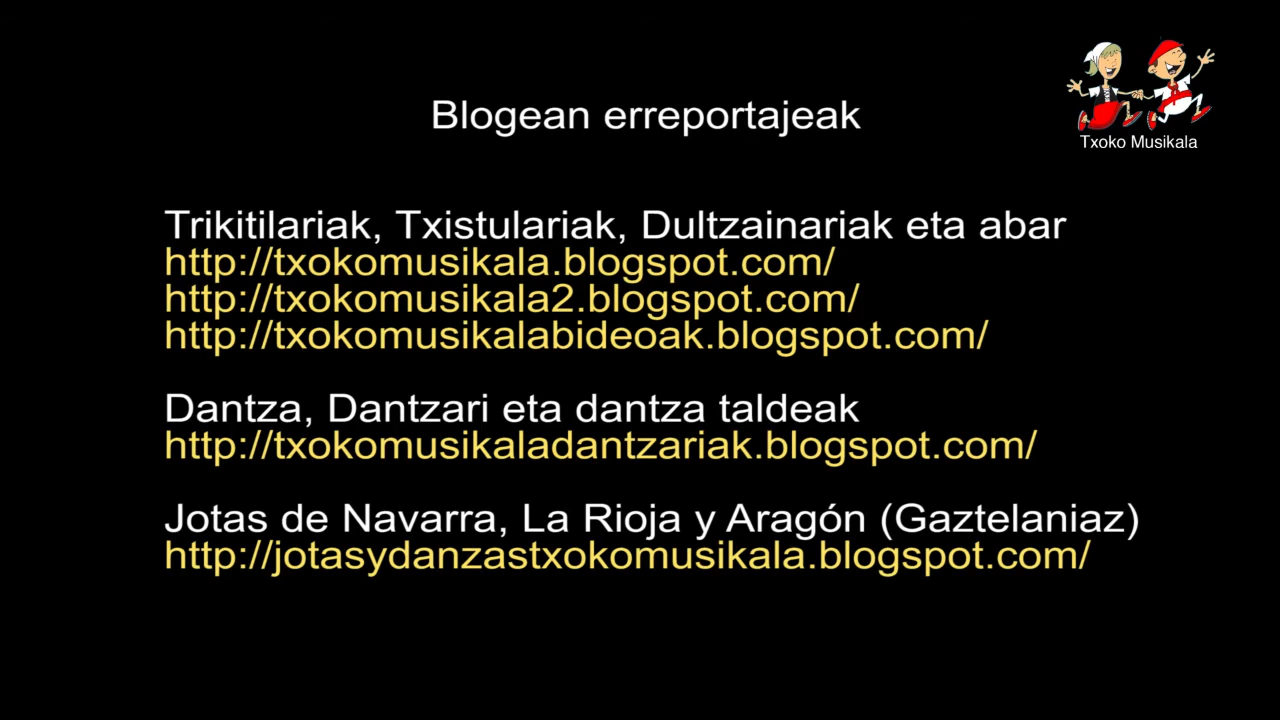 Blogean erreportajeak
Txoko Musikala
Trikitilariak, Txistulariak, Dultzainariak eta abar
http://txokomusikala.blogspot.com/
http://txokomusikala2.blogspot.com/
http://txokomusikalabideoak.blogspot.com/
Dantza, Dantzari eta dantza taldeak
http://txokomusikaladantzariak.blogspot.com/
Jotas de Navarra, La Rioja y Aragón (Gaztelaniaz)
http://jotasydanzastxokomusikala.blogspot.com/